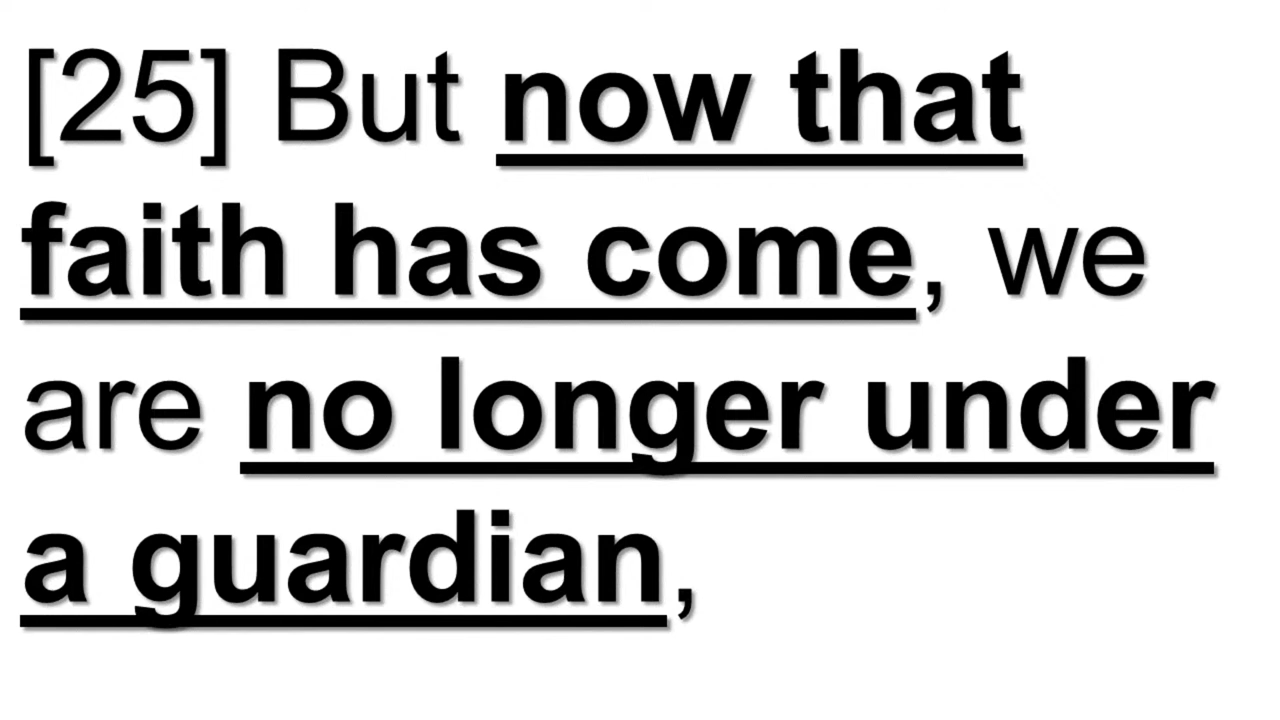 [25] But now that
faith has come, we
are no longer under
a guardian,